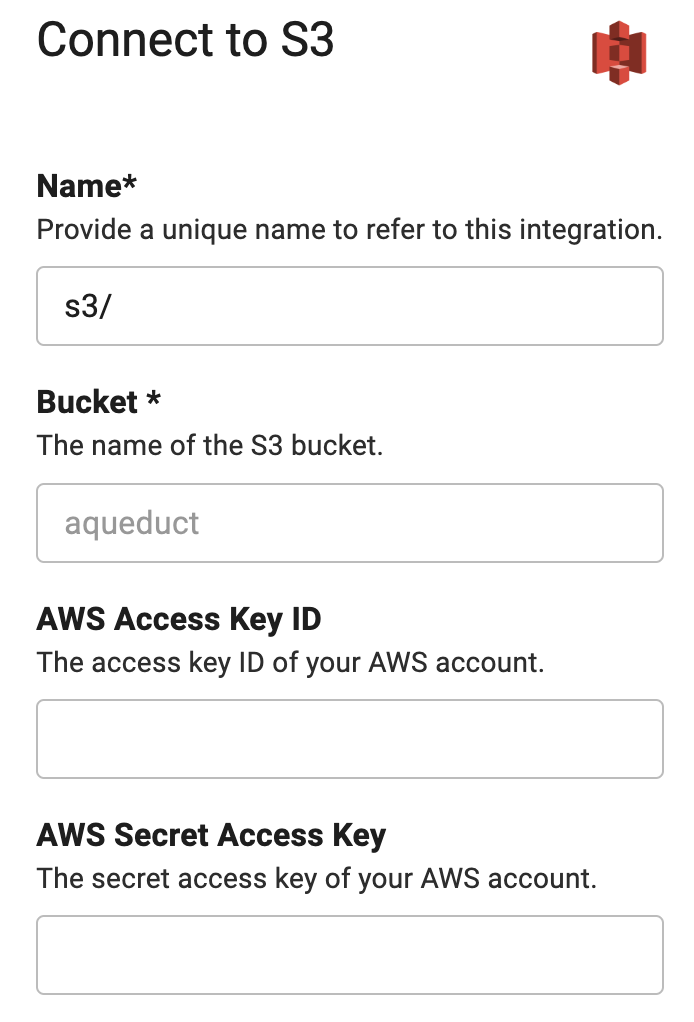 Connect to S3
Name*
Provide a unique name to refer to this integration.
s3/
Bucket *
The name of the S3 bucket.
aqueduct
AWS Access Key ID
The access key ID of your AWS account.
AWS Secret Access Key
The secret access key of your AWS account.